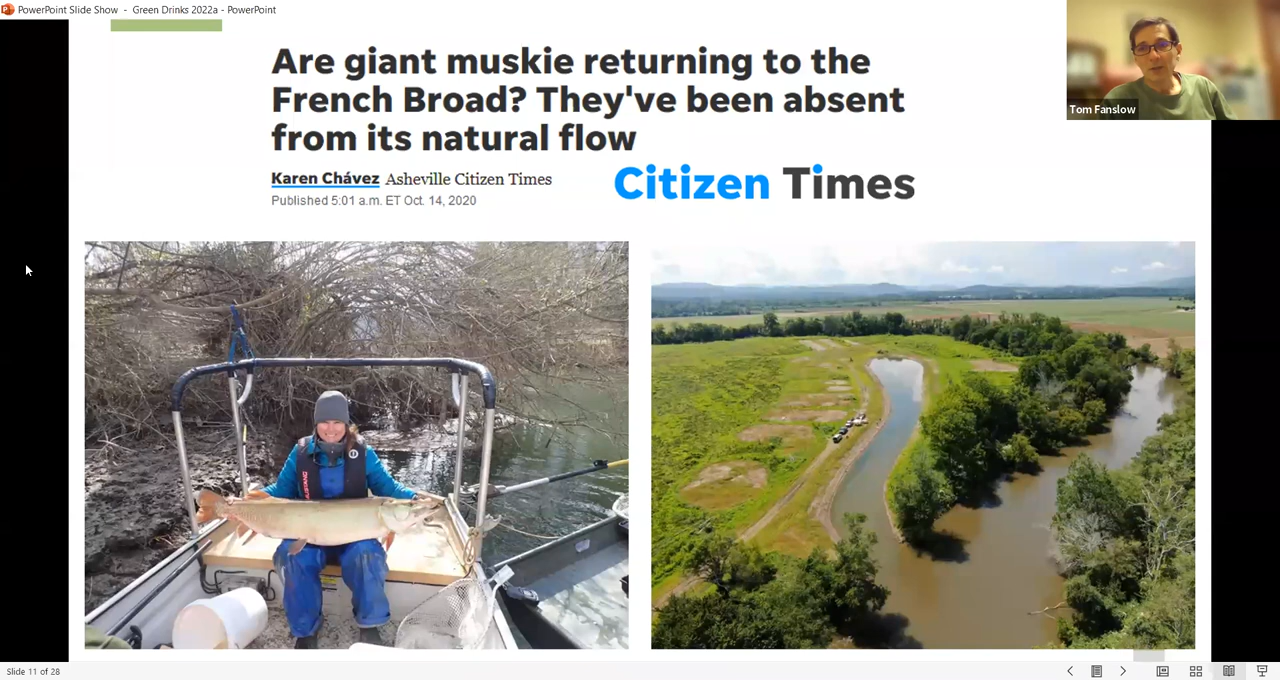 PowerPoint Slide Show - Green Drinks 2022a - PowerPoint
Tom Fanslow
Are giant muskie returning to the
French Broad? They've been absent
from its natural flow
Karen Chávez Asheville Citizen Times
Published 5:01 a.m. ET Oct. 14, 2020
Citizen Times
MUSTANG
Slide 11 of 28